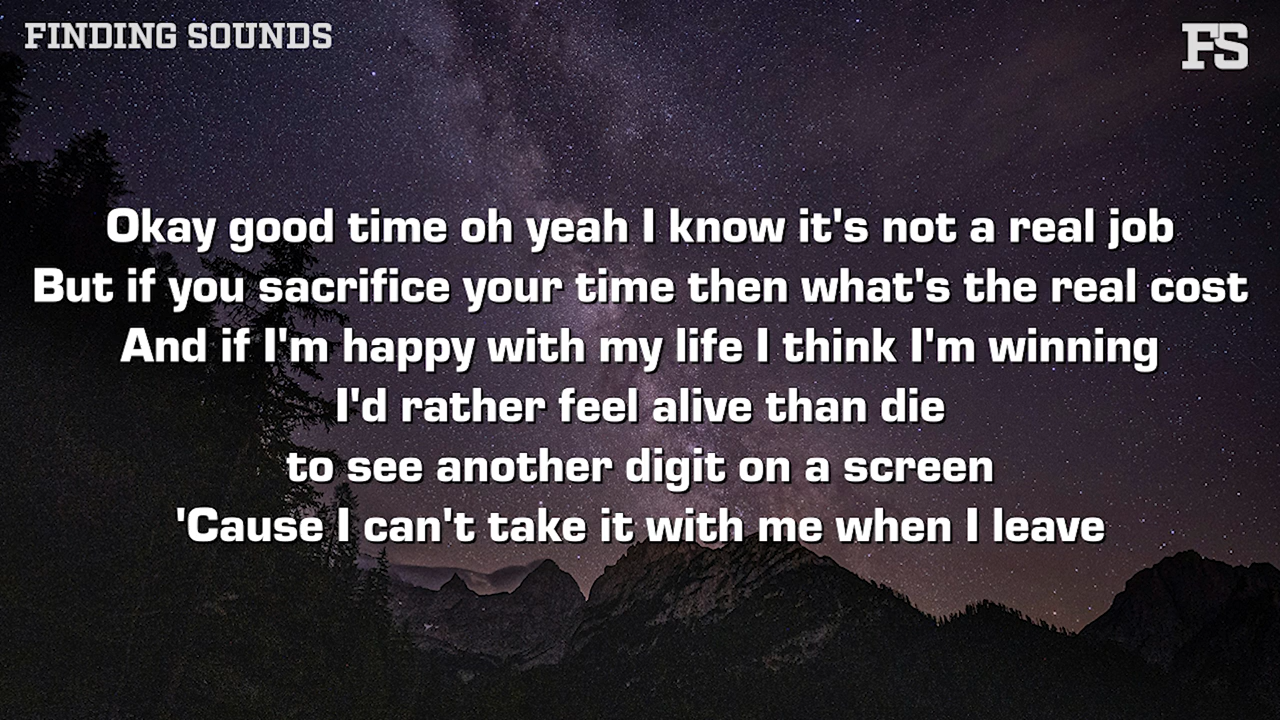 FINDING SOUNDS
FS
Okay good time oh yeah I know it's not a real job
But if you sacrifice your time then what's the real cost
And if I'm happy with my life I think I'm winning
I'd rather feel alive than die
to see another digit on a screen
'Cause I can't take it with me when I leave